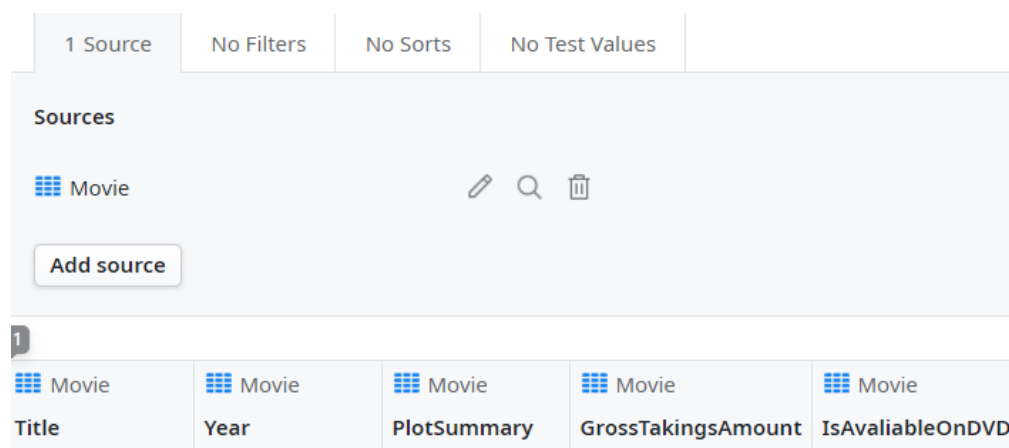 1 Source No Filters No Sorts No Test Values
Sources
Movie
Add source
1
Movie Movie Movie Movie Movie
Title Year PlotSummary GrossTakingsAmount IsAvaliableOnDVD